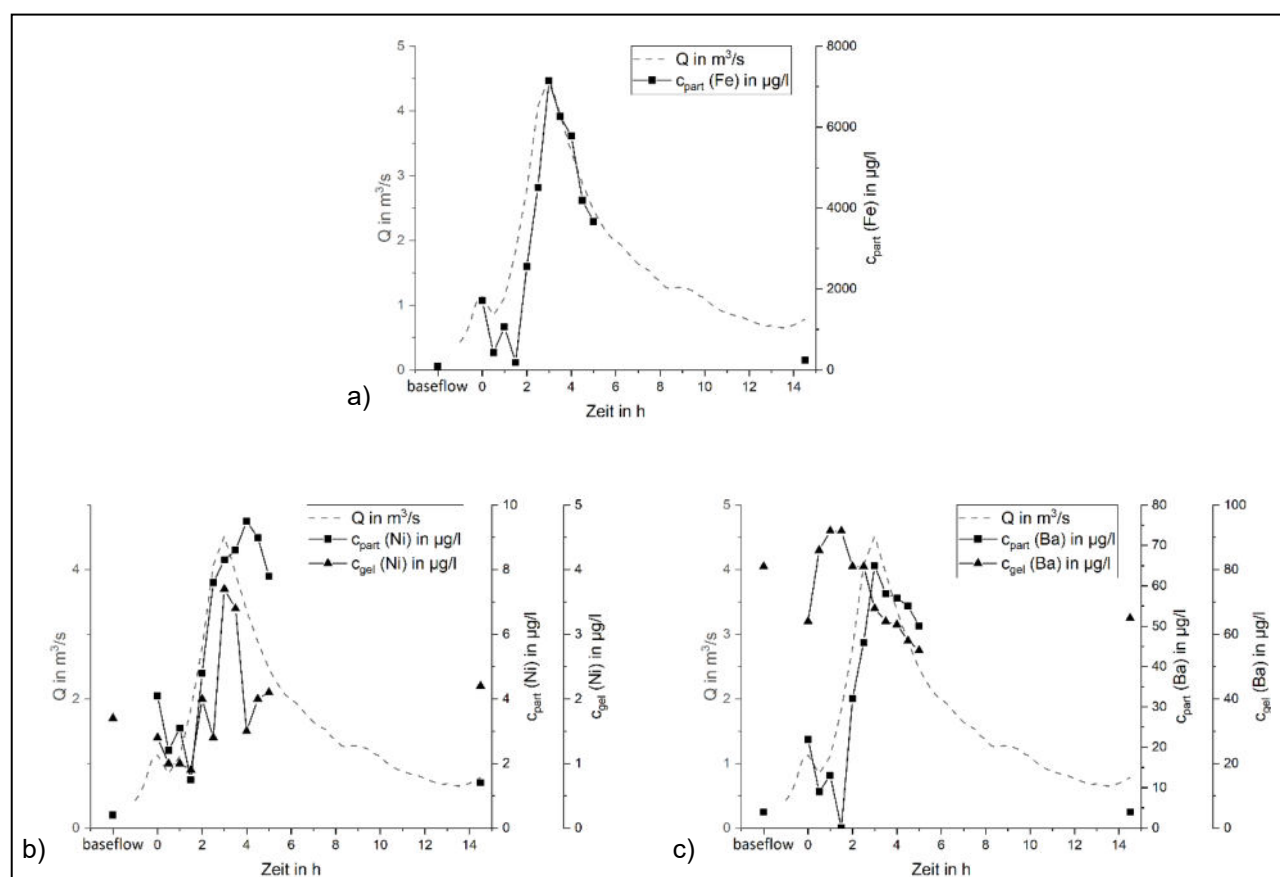 Q in m³/s
c_part (Fe) in µg/l
5
4
3
2
1
0
Q in m³/s
8000
6000
4000
2000
0
c_part (Fe) in µg/l
baseflow 0 2 4 6 8 10 12 14
Zeit in h
a)
Q in m³/s
c_part (Ni) in µg/l
c_gel (Ni) in µg/l
4
2
0
Q in m³/s
10
8
6
4
2
0
c_part (Ni) in µg/l
5
4
3
2
1
0
c_gel (Ni) in µg/l
baseflow 0 2 4 6 8 10 12 14
Zeit in h
b)
Q in m³/s
c_part (Ba) in µg/l
c_gel (Ba) in µg/l
5
4
3
2
1
0
Q in m³/s
80
70
60
50
40
30
20
10
0
c_part (Ba) in µg/l
100
80
60
40
20
0
c_gel (Ba) in µg/l
baseflow 0 2 4 6 8 10 12 14
Zeit in h
c)